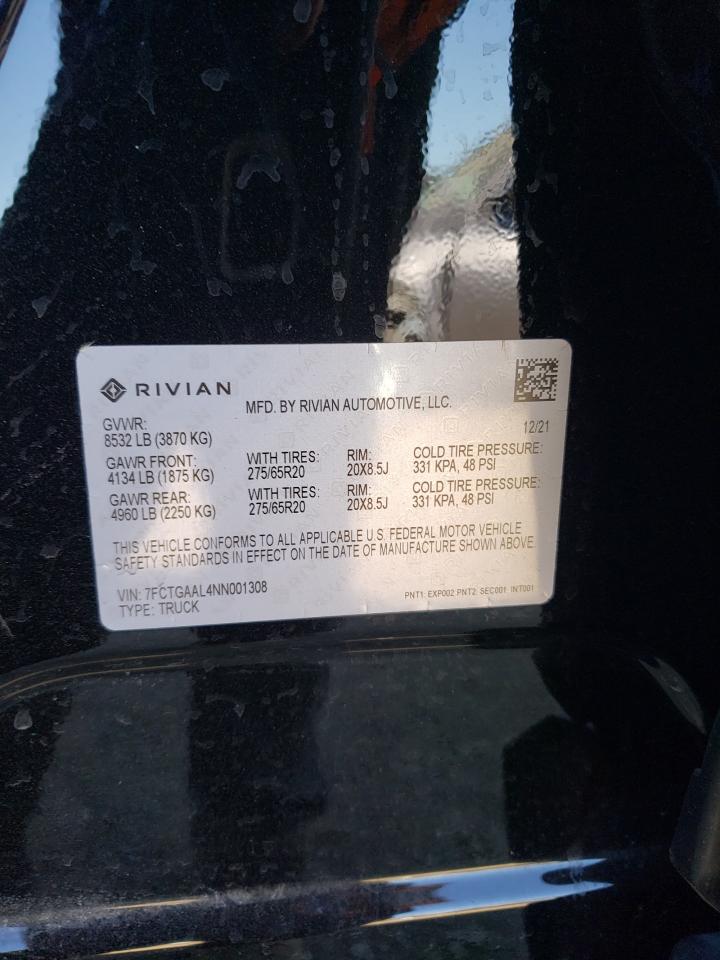 RIVIAN
MFD. BY RIVIAN AUTOMOTIVE, LLC.
GVWR:
8532 LB (3870 KG)
12/21
GAWR FRONT: WITH TIRES: RIM: COLD TIRE PRESSURE:
4134 LB (1875 KG) 275/65R20 20X8.5J 331 KPA, 48 PSI
GAWR REAR: WITH TIRES: RIM: COLD TIRE PRESSURE:
4960 LB (2250 KG) 275/65R20 20X8.5J 331 KPA, 48 PSI
THIS VEHICLE CONFORMS TO ALL APPLICABLE U.S. FEDERAL MOTOR VEHICLE
SAFETY STANDARDS IN EFFECT ON THE DATE OF MANUFACTURE SHOWN ABOVE.
VIN: 7FCTGAAL4NN001308
TYPE: TRUCK
PNT1: EXP002 PNT2: SEC001 INT001